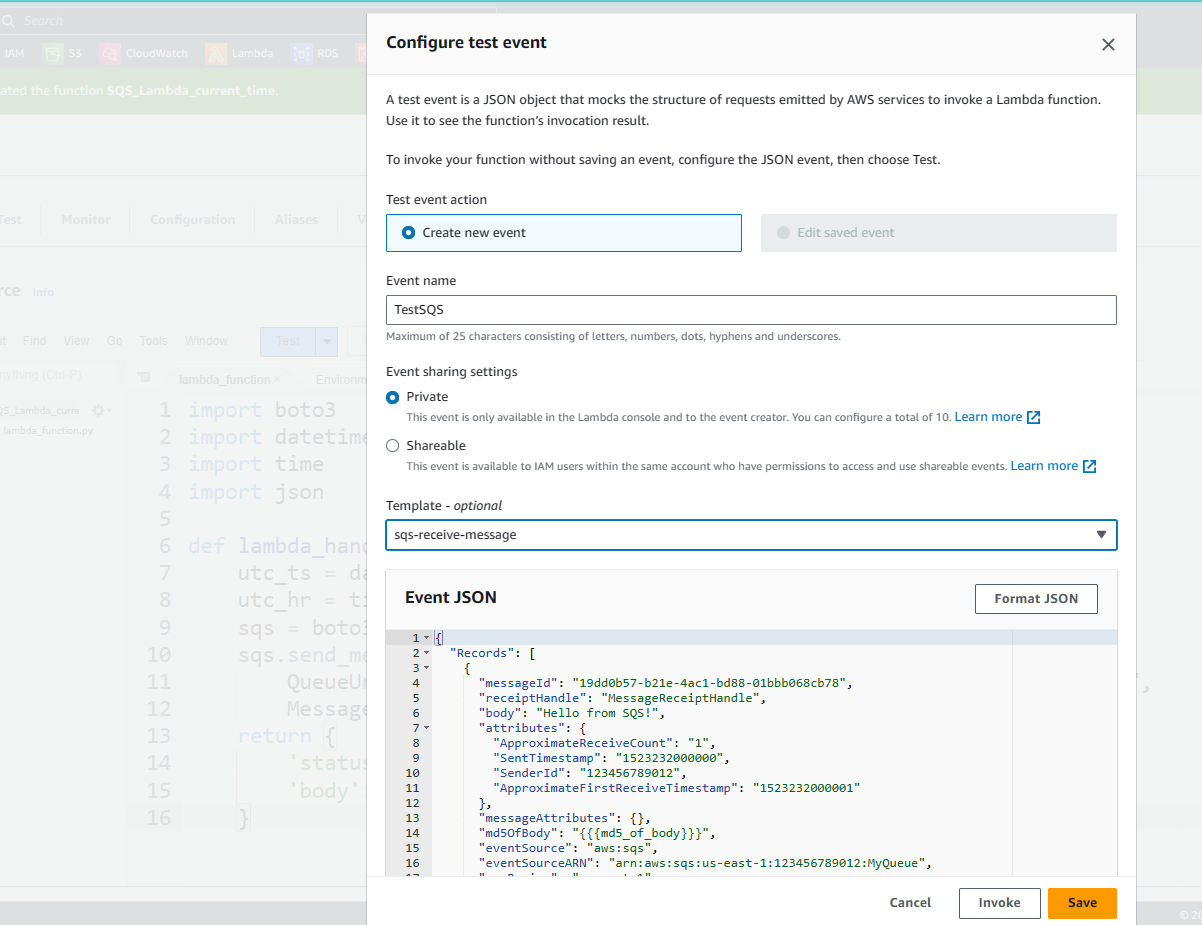 Search
IAM S3 CloudWatch Lambda RDS
ated the function SQS_Lambda_current_time.
Test Monitor Configuration Aliases V
rce Info
it Find View Go Tools Window Test
nything (Ctrl-P)
lambda_function × Environm
QS_Lambda_curre
lambda_function.py
1 import boto3
2 import datetime
3 import time
4 import json
5
6 def lambda_hand
7 utc_ts = da
8 utc_hr = ti
9 sqs = boto3
10 sqs.send_me
11 QueueUr
12 Message
13 return {
14 'status
15 'body'
16 }
Configure test event
A test event is a JSON object that mocks the structure of requests emitted by AWS services to invoke a Lambda function.
Use it to see the function's invocation result.
To invoke your function without saving an event, configure the JSON event, then choose Test.
Test event action
Create new event Edit saved event
Event name
TestSQS
Maximum of 25 characters consisting of letters, numbers, dots, hyphens and underscores.
Event sharing settings
Private
This event is only available in the Lambda console and to the event creator. You can configure a total of 10. Learn more
Shareable
This event is available to IAM users within the same account who have permissions to access and use shareable events. Learn more
Template - optional
sqs-receive-message
Event JSON Format JSON
1 {
2 "Records": [
3 {
4 "messageId": "19dd0b57-b21e-4ac1-bd88-01bbb068cb78",
5 "receiptHandle": "MessageReceiptHandle",
6 "body": "Hello from SQS!",
7 "attributes": {
8 "ApproximateReceiveCount": "1",
9 "SentTimestamp": "1523232000000",
10 "SenderId": "123456789012",
11 "ApproximateFirstReceiveTimestamp": "1523232000001"
12 },
13 "messageAttributes": {},
14 "md5OfBody": "{{{md5_of_body}}}",
15 "eventSource": "aws:sqs",
16 "eventSourceARN": "arn:aws:sqs:us-east-1:123456789012:MyQueue",
Cancel Invoke Save
© 20